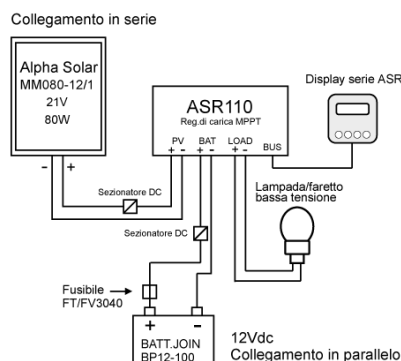 Collegamento in serie
Alpha Solar
MM080-12/1
21V
80W
- +
ASR110
Reg.di carica MPPT
PV BAT LOAD BUS
+ - + - + -
Display serie ASR
Sezionatore DC
Lampada/faretto
bassa tensione
Sezionatore DC
Fusibile
FT/FV3040
+ -
BATT.JOIN
BP12-100
12Vdc
Collegamento in parallelo